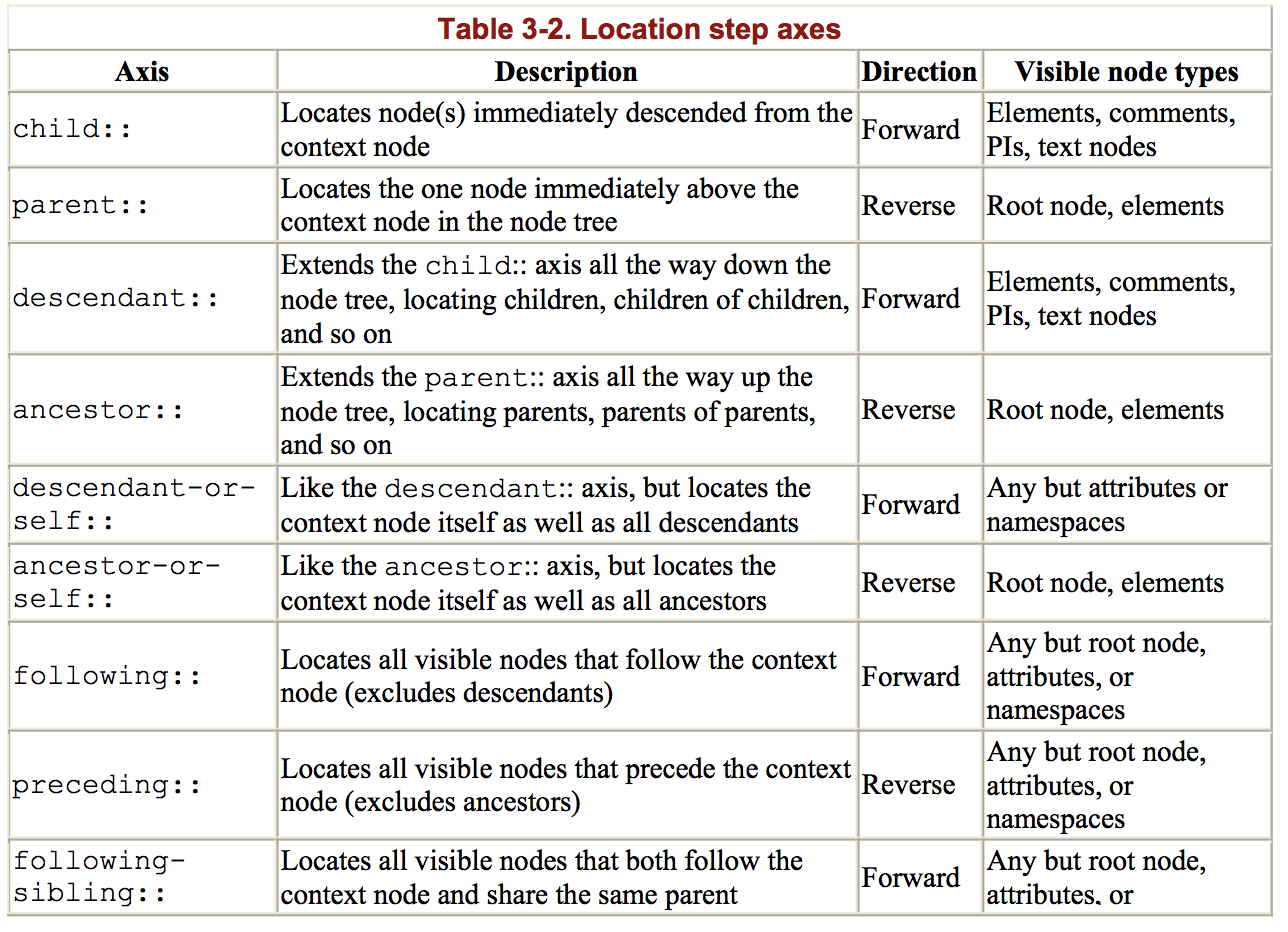 Table 3-2. Location step axes
Axis Description Direction Visible node types
child:: Locates node(s) immediately descended from the context node Forward Elements, comments, PIs, text nodes
parent:: Locates the one node immediately above the context node in the node tree Reverse Root node, elements
descendant:: Extends the child:: axis all the way down the node tree, locating children, children of children, and so on Forward Elements, comments, PIs, text nodes
ancestor:: Extends the parent:: axis all the way up the node tree, locating parents, parents of parents, and so on Reverse Root node, elements
descendant-or-self:: Like the descendant:: axis, but locates the context node itself as well as all descendants Forward Any but attributes or namespaces
ancestor-or-self:: Like the ancestor:: axis, but locates the context node itself as well as all ancestors Reverse Root node, elements
following:: Locates all visible nodes that follow the context node (excludes descendants) Forward Any but root node, attributes, or namespaces
preceding:: Locates all visible nodes that precede the context node (excludes ancestors) Reverse Any but root node, attributes, or namespaces
following-sibling:: Locates all visible nodes that both follow the context node and share the same parent Forward Any but root node, attributes, or